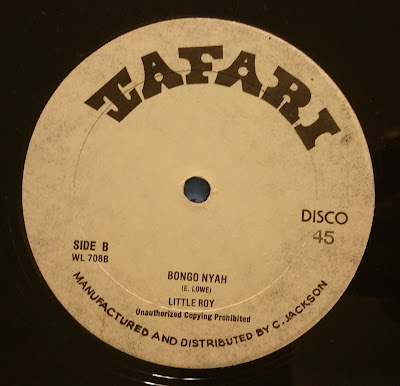 TAFARI
DISCO
45
SIDE B
WL 708B
BONGO NYAH
(E. LOWE)
LITTLE ROY
Unauthorized Copying Prohibited
MANUFACTURED AND DISTRIBUTED BY C. JACKSON